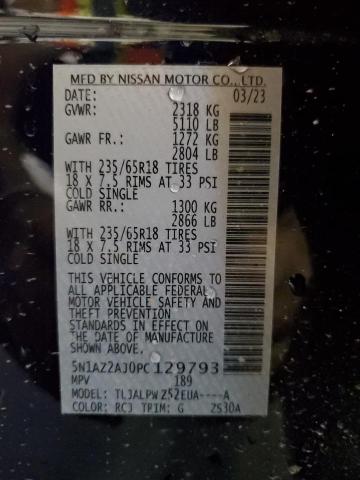 MFD BY NISSAN MOTOR CO., LTD.
DATE: 03/23
GVWR: 2318 KG
5110 LB
GAWR FR.: 1272 KG
2804 LB
WITH 235/65R18 TIRES
18 X 7.5 RIMS AT 33 PSI
COLD SINGLE
GAWR RR.: 1300 KG
2866 LB
WITH 235/65R18 TIRES
18 X 7.5 RIMS AT 33 PSI
COLD SINGLE
THIS VEHICLE CONFORMS TO
ALL APPLICABLE FEDERAL
MOTOR VEHICLE SAFETY AND
THEFT PREVENTION
STANDARDS IN EFFECT ON
THE DATE OF MANUFACTURE
SHOWN ABOVE.
5N1AZ2AJ0PC129793
MPV 189
MODEL: TLJALPWZ52EUA----A
COLOR: RCJ TRIM: G ZS30A